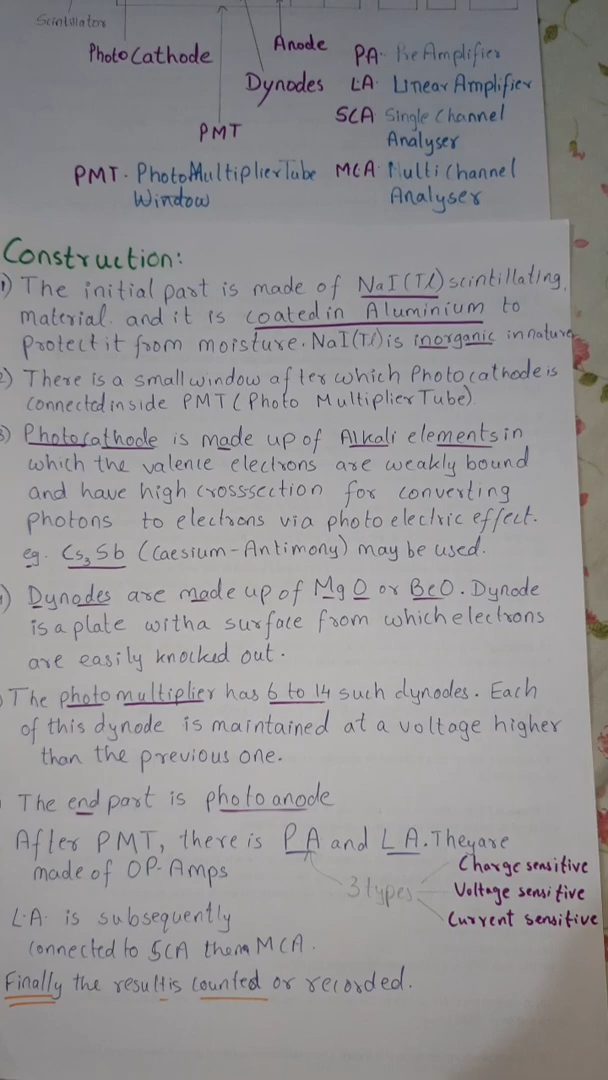 Scintillator
Photo Cathode
Anode
Dynodes
PMT
PMT - PhotoMultiplier Tube
Window
PA - Pre Amplifier
LA Linear Amplifier
SCA Single Channel
Analyser
MCA Multi Channel
Analyser
Construction:
1) The initial part is made of NaI(Tl) scintillating
material. and it is coated in Aluminium to
protect it from moisture. NaI(Tl) is inorganic in nature
2) There is a small window after which Photocathode is
connected inside PMT (Photo Multiplier Tube)
3) Photocathode is made up of Alkali elements in
which the valence electrons are weakly bound
and have high crosssection for converting
photons to electrons via photo electric effect.
eg. Cs3 Sb (Caesium-Antimony) may be used.
) Dynodes are made up of MgO or BeO. Dynode
is a plate with a surface from which electrons
are easily knocked out.
The photomultiplier has 6 to 14 such dynodes. Each
of this dynode is maintained at a voltage higher
than the previous one.
The end part is photoanode
After PMT, there is PA and LA. They are
made of OP-Amps
3 types
Charge sensitive
Voltage sensitive
Current sensitive
L.A. is subsequently
connected to SCA then MCA.
Finally the result is counted or recorded.